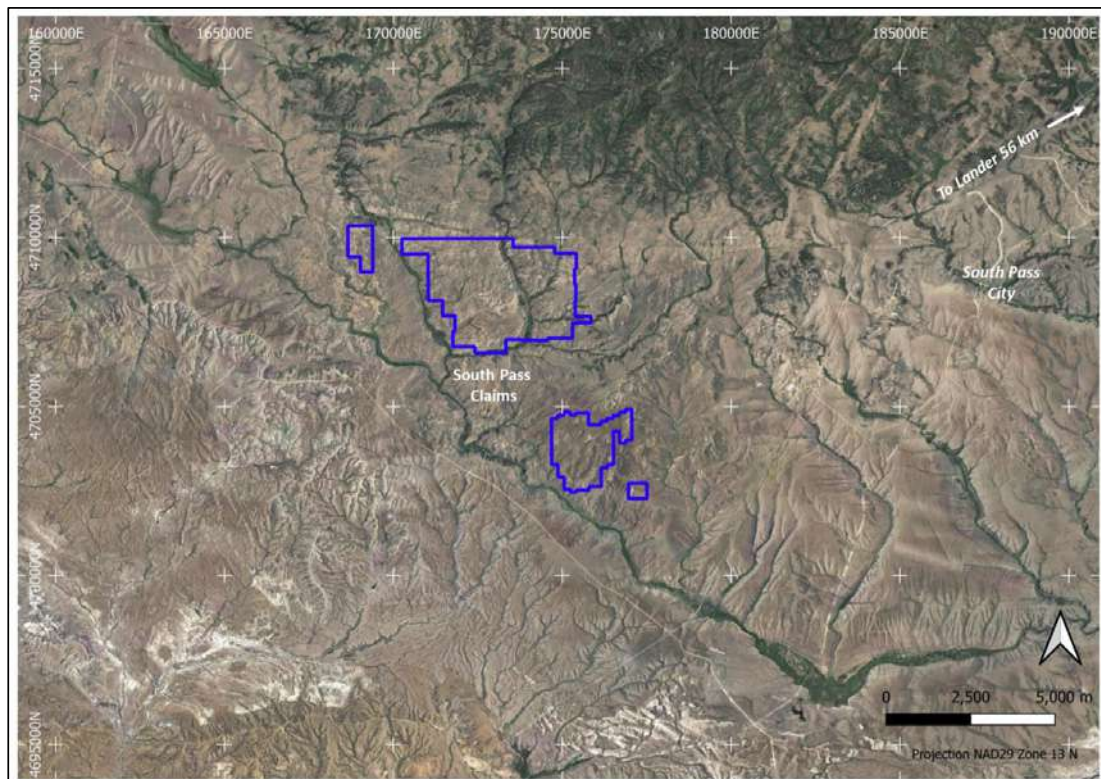 160000E 165000E 170000E 175000E 180000E 185000E 190000E
4715000N
To Lander 56 km
4710000N
South Pass
City
South Pass
Claims
4705000N
4700000N
0 2,500 5,000 m
4695000N
Projection NAD29 Zone 13 N